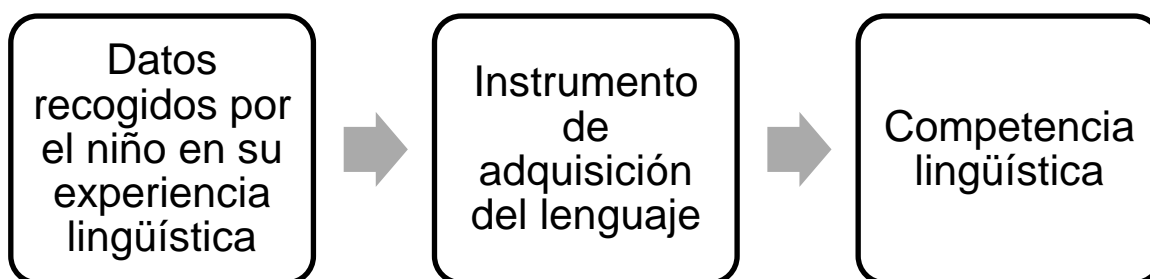 Datos
recogidos por
el niño en su
experiencia
lingüística
Instrumento
de
adquisición
del lenguaje
Competencia
lingüística